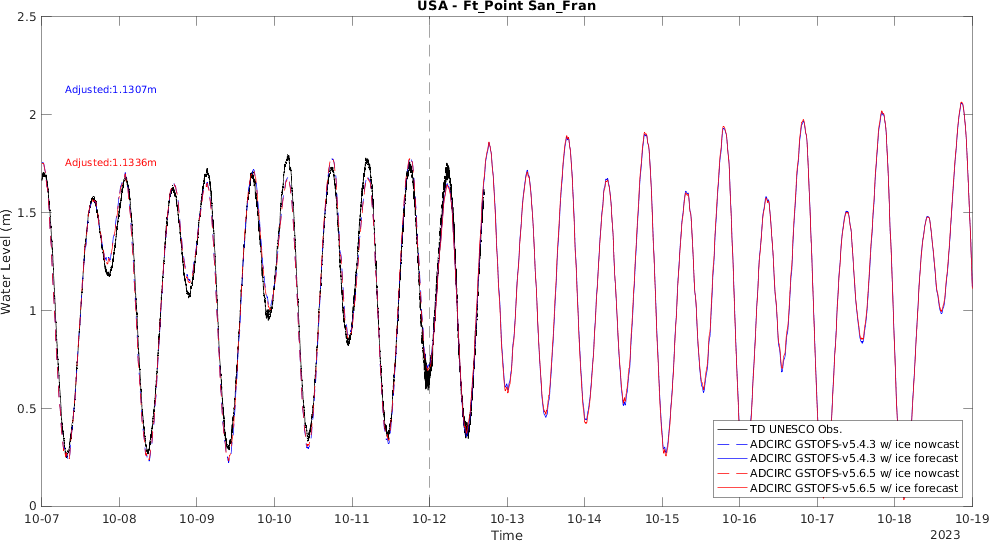 USA - Ft_Point San_Fran
2.5
Adjusted:1.1307m
2
Adjusted:1.1336m
1.5
Water Level (m)
1
0.5
0
TD UNESCO Obs.
ADCIRC GSTOFS-v5.4.3 w/ ice nowcast
ADCIRC GSTOFS-v5.4.3 w/ ice forecast
ADCIRC GSTOFS-v5.6.5 w/ ice nowcast
ADCIRC GSTOFS-v5.6.5 w/ ice forecast
10-07 10-08 10-09 10-10 10-11 10-12 10-13 10-14 10-15 10-16 10-17 10-18 10-19
Time
2023